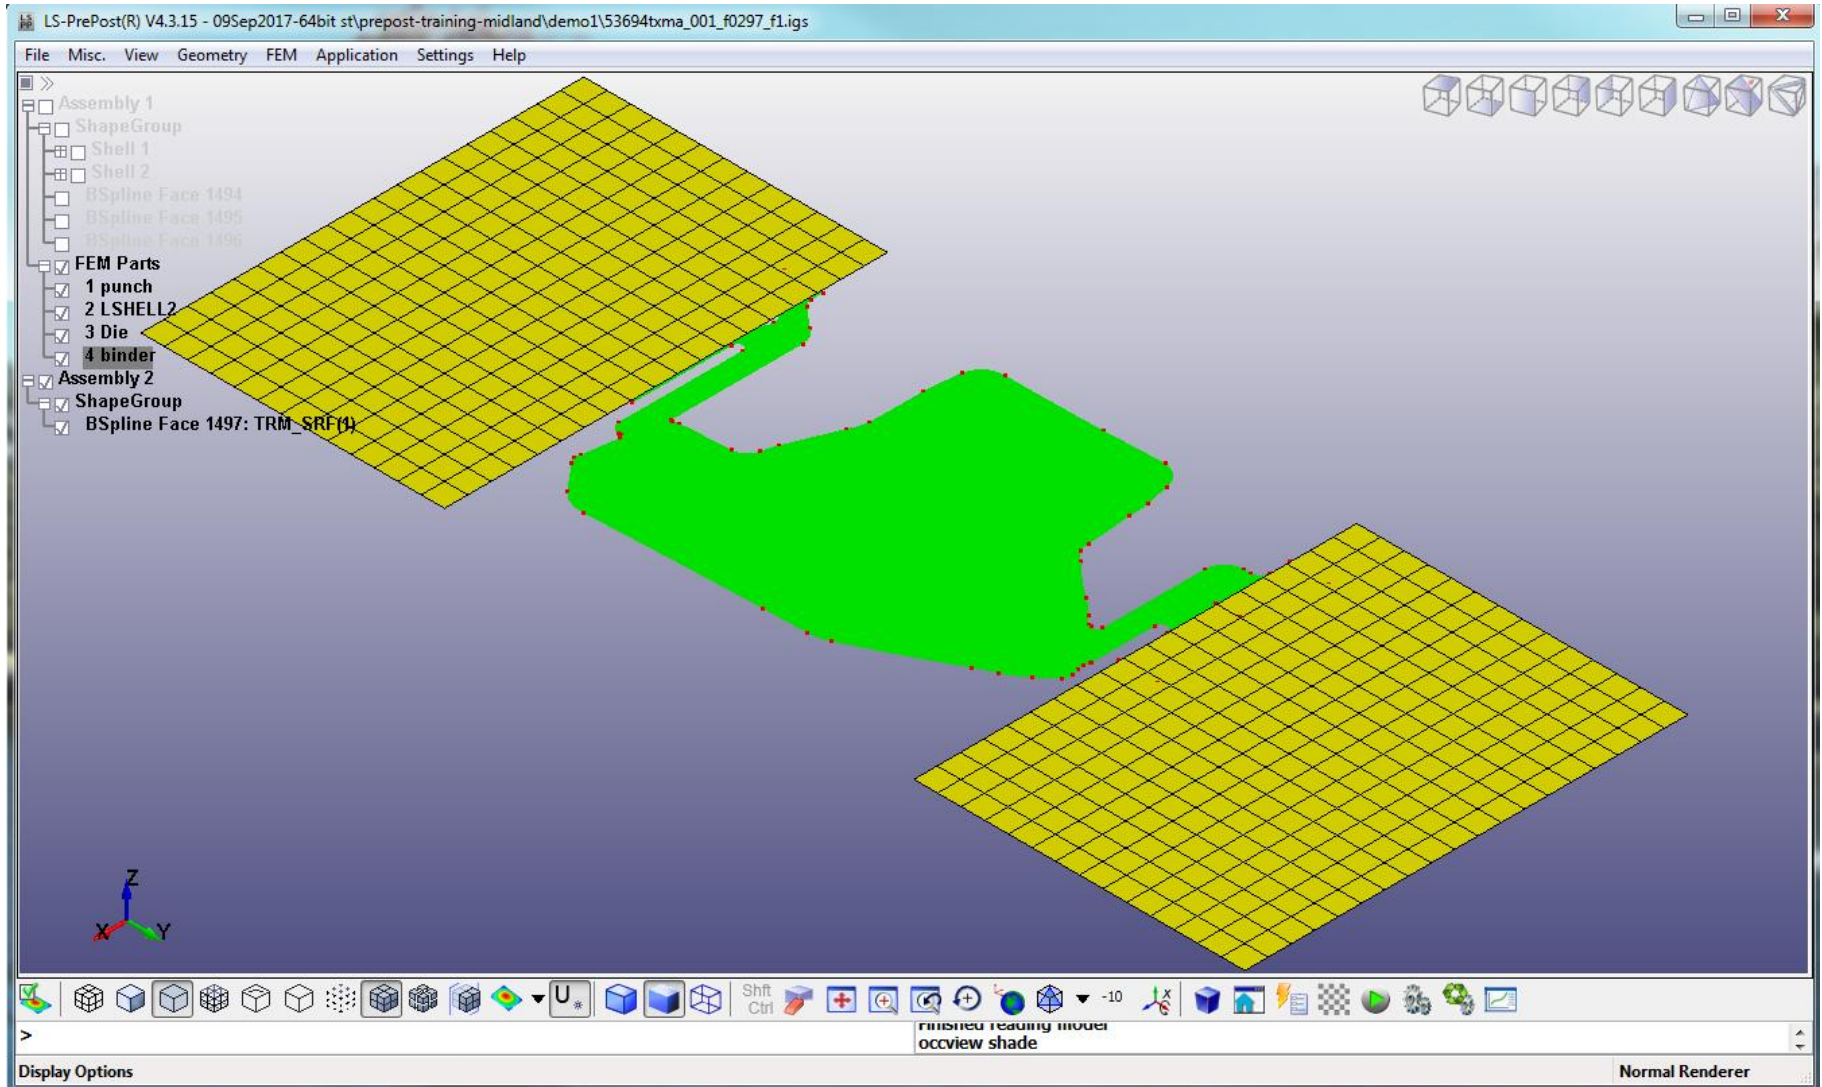 LS-PrePost(R) V4.3.15 - 09Sep2017-64bit st\prepost-training-midland\demo1\53694txma_001_f0297_f1.igs
File Misc. View Geometry FEM Application Settings Help
Assembly 1
ShapeGroup
Shell 1
Shell 2
BSpline Face 1494
BSpline Face 1495
BSpline Face 1496
FEM Parts
1 punch
2 LSHELL2
3 Die
4 binder
Assembly 2
ShapeGroup
BSpline Face 1497: TRM_SRF(1)
Z
X Y
U*
Shft
Ctrl
-10
X
>
Finished reading model
occview shade
Display Options
Normal Renderer